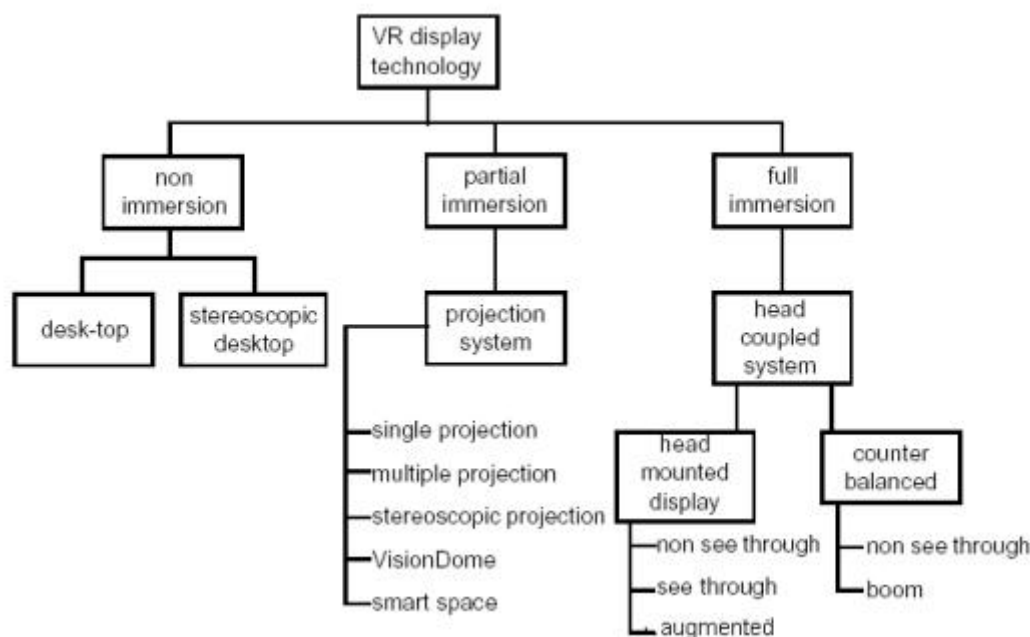 VR display
technology
non
immersion
partial
immersion
full
immersion
desk-top
stereoscopic
desktop
projection
system
head
coupled
system
single projection
multiple projection
stereoscopic projection
VisionDome
smart space
head
mounted
display
counter
balanced
non see through
see through
augmented
non see through
boom